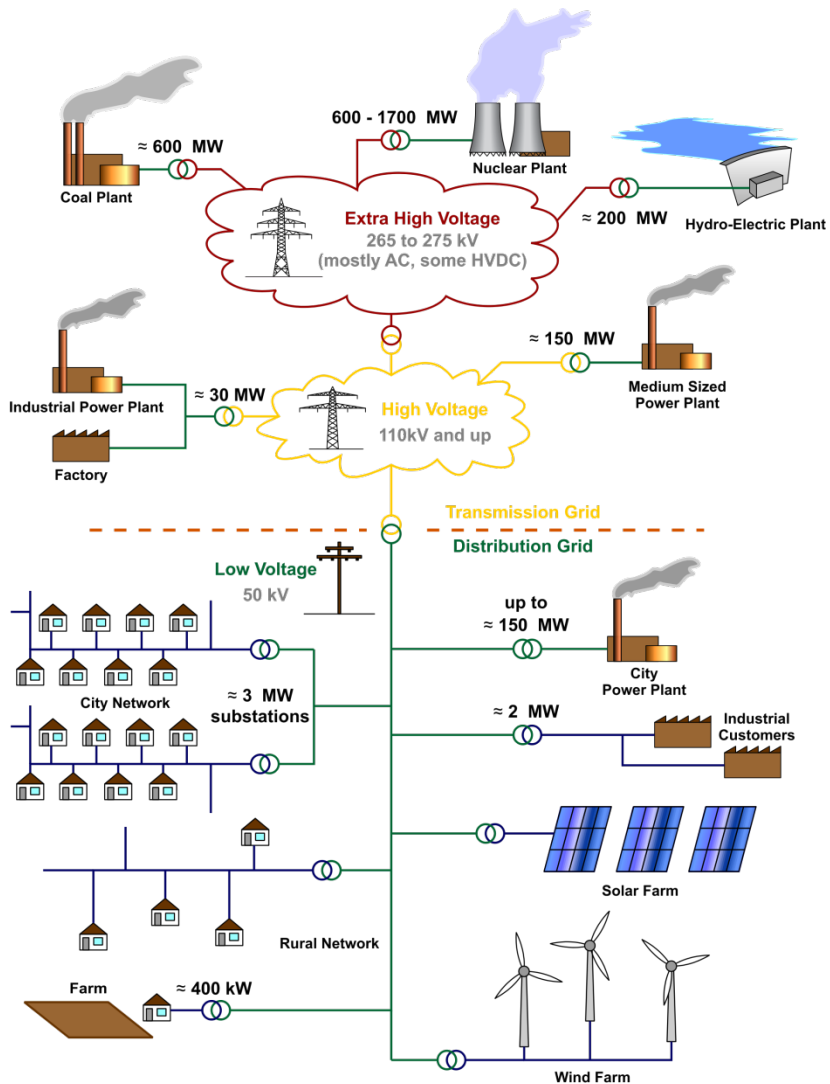 600 - 1700 MW
≈ 600 MW
Nuclear Plant
Coal Plant
Extra High Voltage
265 to 275 kV
(mostly AC, some HVDC)
≈ 200 MW
Hydro-Electric Plant
≈ 150 MW
Medium Sized
Power Plant
≈ 30 MW
Industrial Power Plant
High Voltage
110kV and up
Factory
Transmission Grid
Distribution Grid
Low Voltage
50 kV
up to
≈ 150 MW
City
Power Plant
City Network
≈ 3 MW
substations
≈ 2 MW
Industrial
Customers
Solar Farm
Rural Network
Farm
≈ 400 kW
Wind Farm